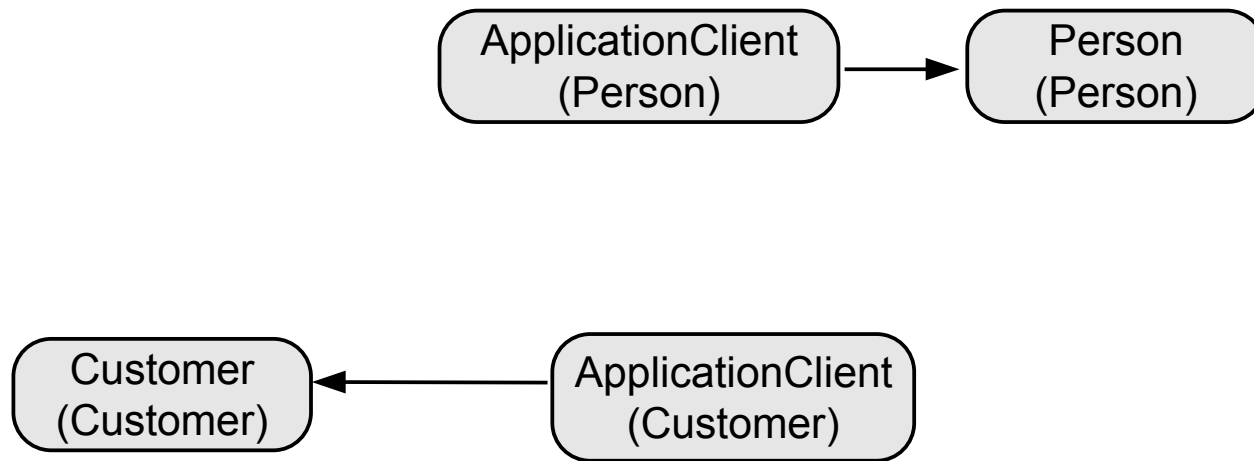 ApplicationClient
(Person)
Person
(Person)
Customer
(Customer)
ApplicationClient
(Customer)